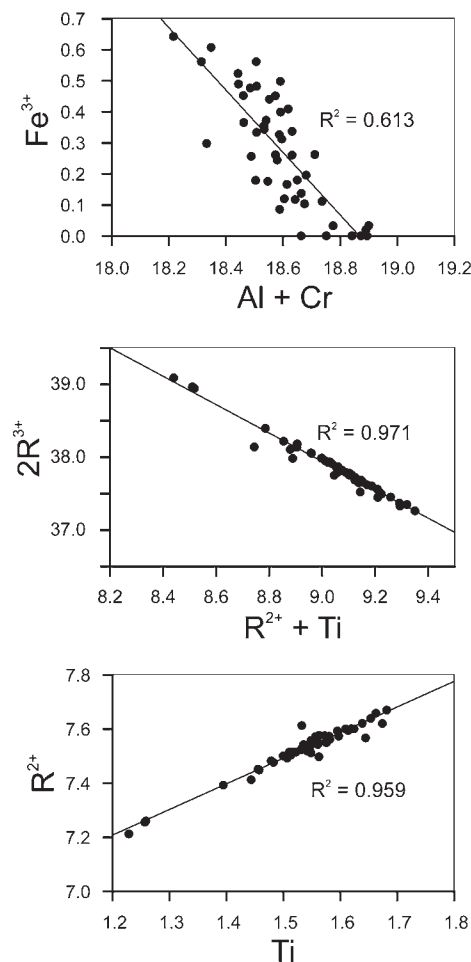 0.7
0.6
0.5
0.4
0.3
0.2
0.1
0.0
Fe³⁺
R² = 0.613
18.0 18.2 18.4 18.6 18.8 19.0 19.2
Al + Cr
39.0
38.0
37.0
2R³⁺
R² = 0.971
8.2 8.4 8.6 8.8 9.0 9.2 9.4
R²⁺ + Ti
7.8
7.6
7.4
7.2
7.0
R²⁺
R² = 0.959
1.2 1.3 1.4 1.5 1.6 1.7 1.8
Ti